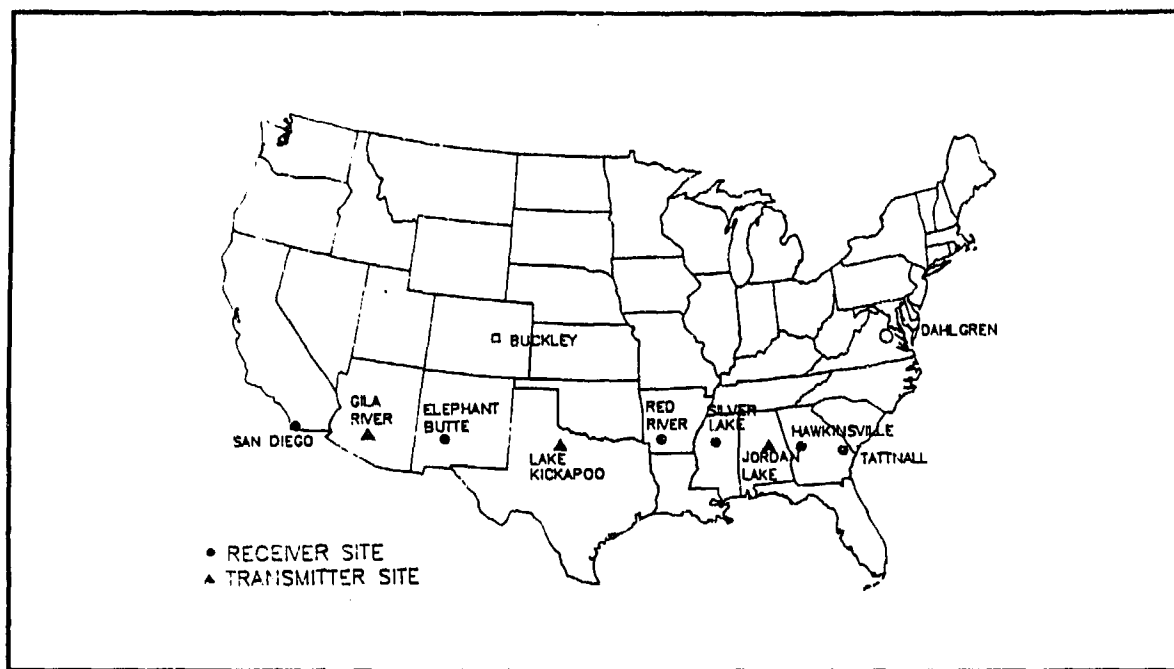 BUCKLEY
DAHLGREN
GILA
RIVER
ELEPHANT
BUTTE
RED
RIVER
SILVER
LAKE
SAN DIEGO
LAKE
KICKAPOO
JORDAN
LAKE
HAWKINSVILLE
TATTNALL
RECEIVER SITE
TRANSMITTER SITE